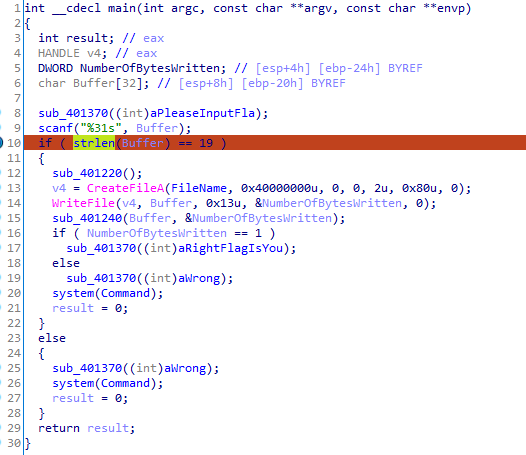 1 int __cdecl main(int argc, const char **argv, const char **envp)
2 {
3 int result; // eax
4 HANDLE v4; // eax
5 DWORD NumberOfBytesWritten; // [esp+4h] [ebp-24h] BYREF
6 char Buffer[32]; // [esp+8h] [ebp-20h] BYREF
7
8 sub_401370((int)aPleaseInputFla);
9 scanf("%31s", Buffer);
10 if ( strlen(Buffer) == 19 )
11 {
12 sub_401220();
13 v4 = CreateFileA(FileName, 0x40000000u, 0, 0, 2u, 0x80u, 0);
14 WriteFile(v4, Buffer, 0x13u, &NumberOfBytesWritten, 0);
15 sub_401240(Buffer, &NumberOfBytesWritten);
16 if ( NumberOfBytesWritten == 1 )
17 sub_401370((int)aRightFlagIsYou);
18 else
19 sub_401370((int)aWrong);
20 system(Command);
21 result = 0;
22 }
23 else
24 {
25 sub_401370((int)aWrong);
26 system(Command);
27 result = 0;
28 }
29 return result;
30 }